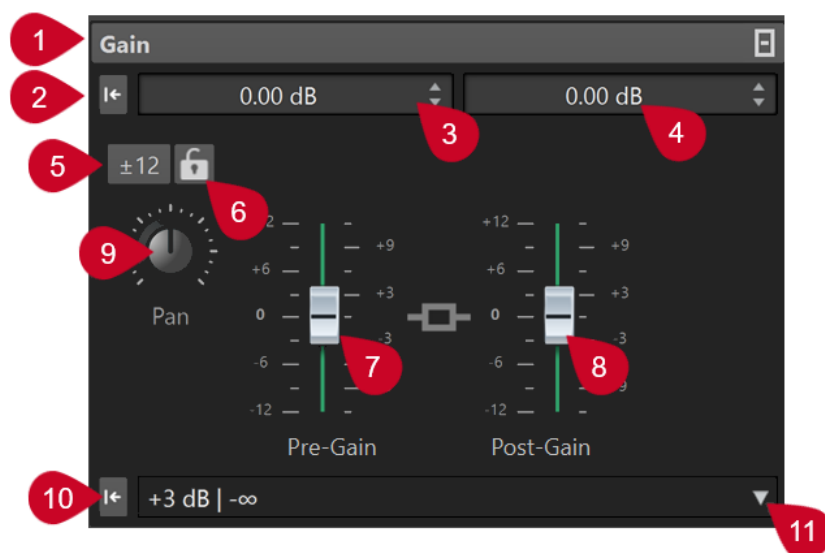 1 Gain
2 0.00 dB 3 0.00 dB 4
5 ±12 6
9 Pan
+12
+9
+6 +6
+3 +3
0 0
-3 -3
-6 -6
-12 -12
+9
7 8
Pre-Gain Post-Gain
10 +3 dB | -∞ 11